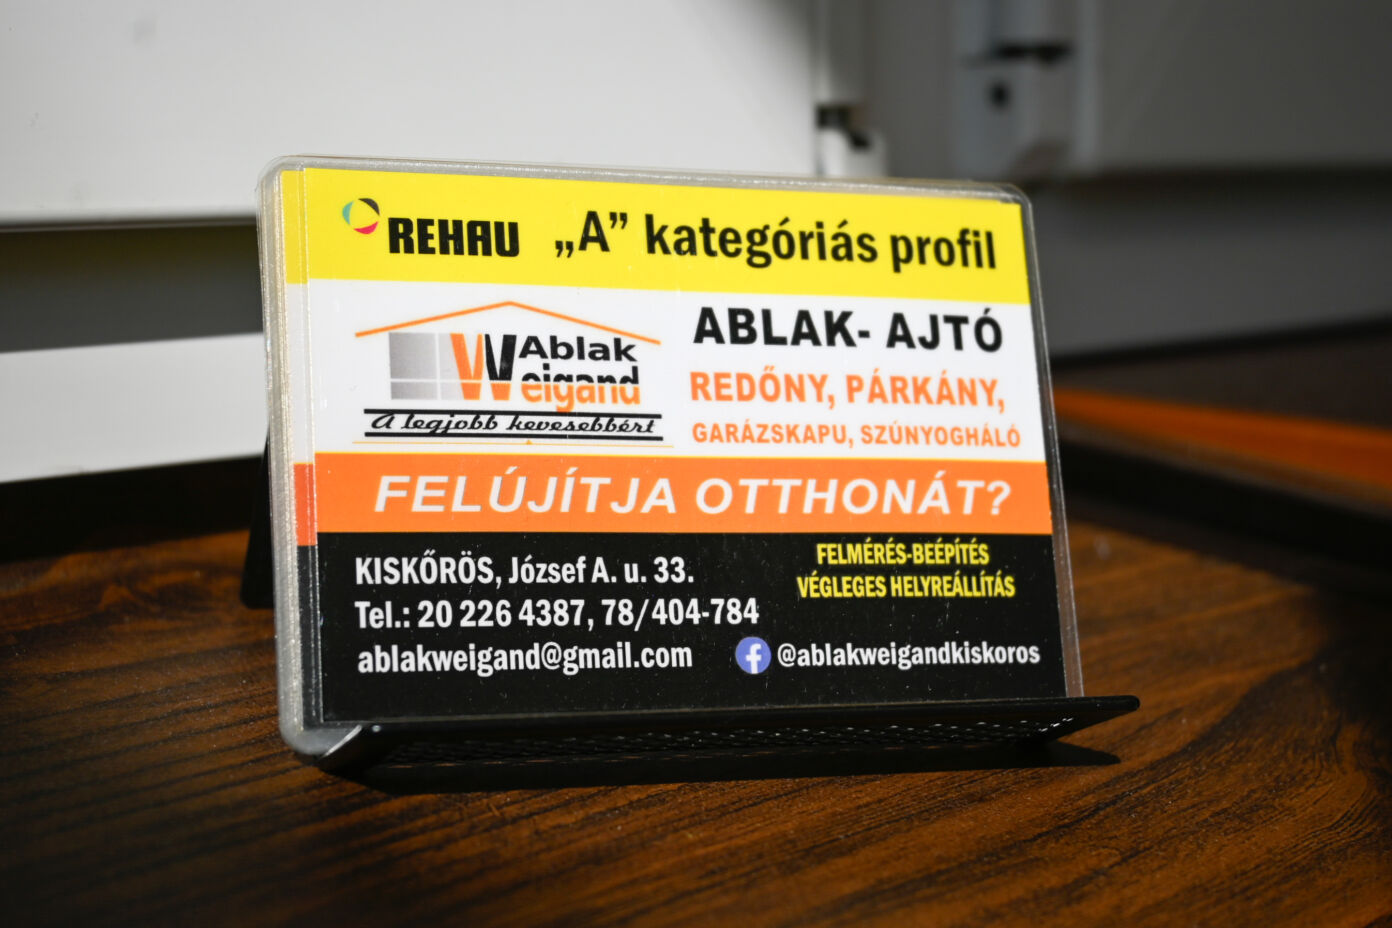 REHAU „A” kategóriás profil
Ablak
Weigand
A legjobb kevesebbért
ABLAK- AJTÓ
REDŐNY, PÁRKÁNY,
GARÁZSKAPU, SZÚNYOGHÁLÓ
FELÚJÍTJA OTTHONÁT?
KISKŐRÖS, József A. u. 33.
Tel.: 20 226 4387, 78/404-784
ablakweigand@gmail.com
FELMÉRÉS-BEÉPÍTÉS
VÉGLEGES HELYREÁLLÍTÁS
@ablakweigandkiskoros